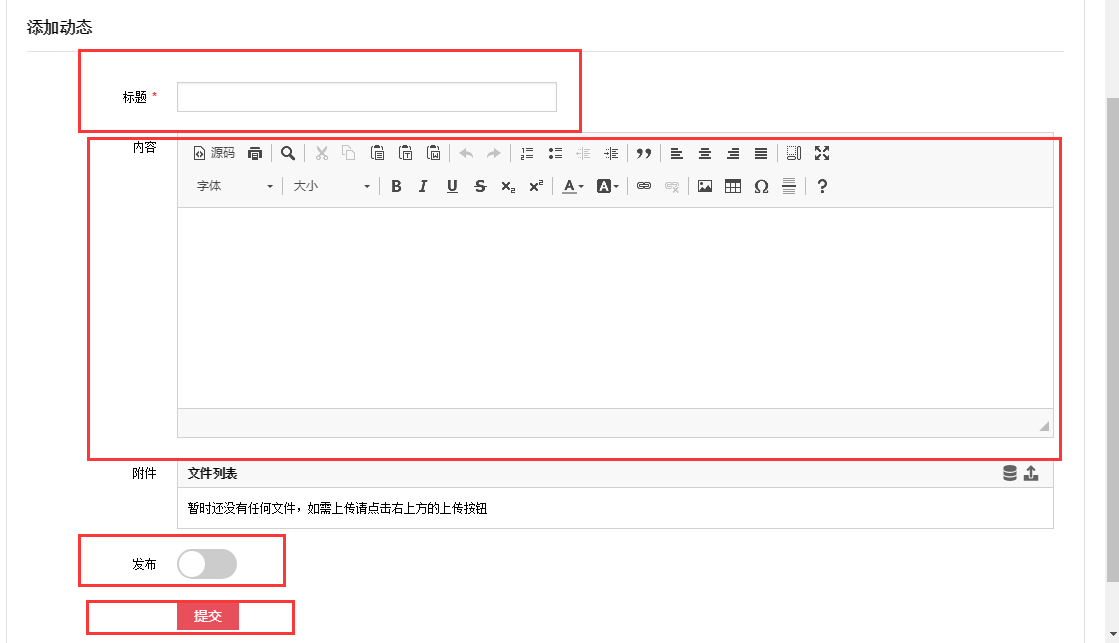 添加动态
标题 *
内容
源码
字体 大小 B I U S x₂ x² A A Ω ?
附件 文件列表
暂时还没有任何文件，如需上传请点击右上方的上传按钮
发布
提交